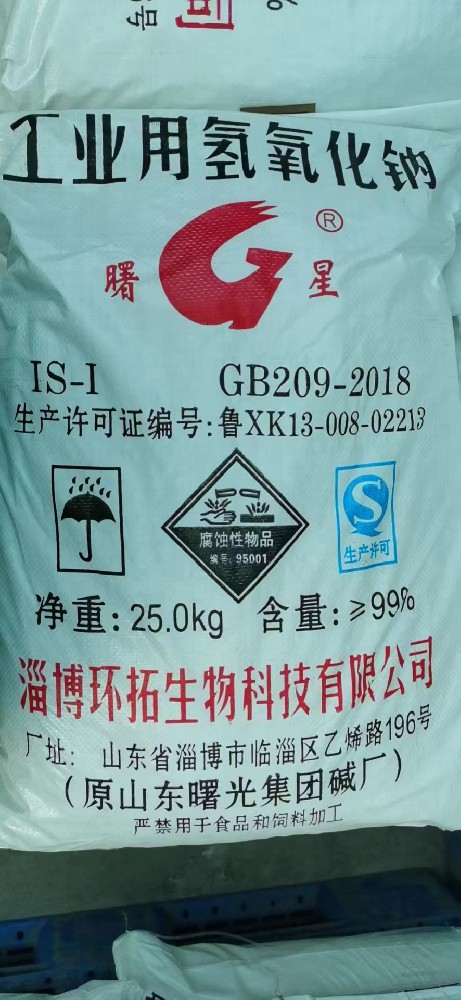 号 可 %
工业用氢氧化钠
®
曙 星
IS-I GB209-2018
生产许可证编号:鲁XK13-008-02213
腐蚀性物品
编号:95001
生产许可
净重:25.0kg 含量:≥99%
淄博环拓生物科技有限公司
厂址: 山东省淄博市临淄区乙烯路196号
(原山东曙光集团碱厂)
严禁用于食品和饲料加工